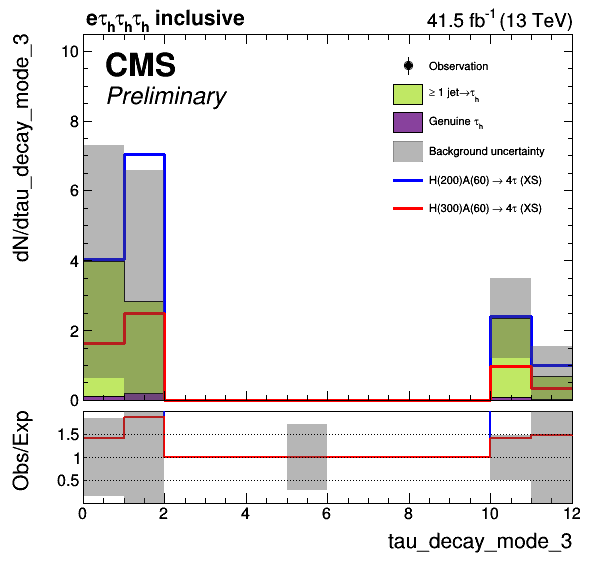 eτhτhτh inclusive
41.5 fb⁻¹ (13 TeV)
CMS
Preliminary
Observation
≥ 1 jet→τh
Genuine τh
Background uncertainty
H(200)A(60) → 4τ (XS)
H(300)A(60) → 4τ (XS)
dN/dtau_decay_mode_3
10
8
6
4
2
0
Obs/Exp
1.5
1
0.5
0 2 4 6 8 10 12
tau_decay_mode_3